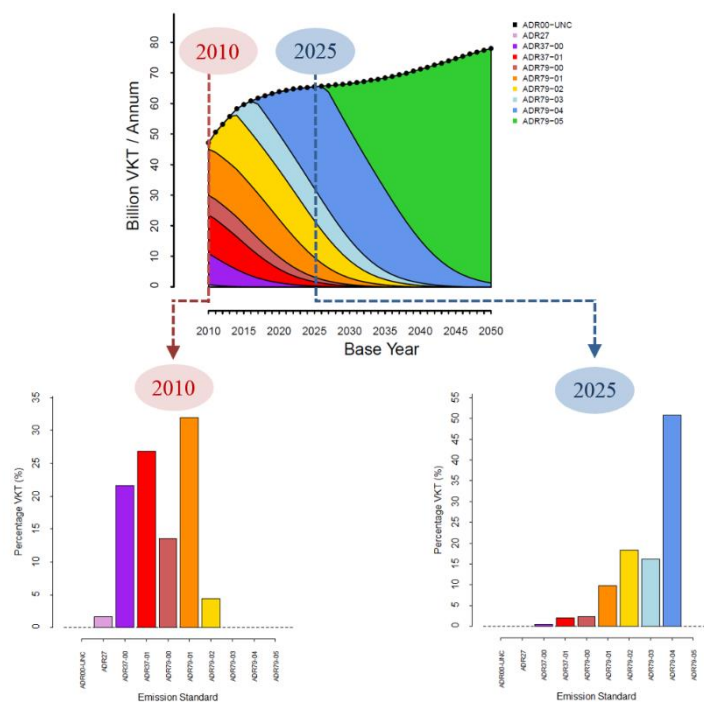 2010
2025
ADR00-UNC
ADR27
ADR37-00
ADR37-01
ADR79-00
ADR79-01
ADR79-02
ADR79-03
ADR79-04
ADR79-05
Billion VKT / Annum
80
70
60
50
40
30
20
10
0
2010 2015 2020 2025 2030 2035 2040 2045 2050
Base Year
2010
Percentage VKT (%)
35
30
25
20
15
10
5
0
ADR00-UNC
ADR27
ADR37-00
ADR37-01
ADR79-00
ADR79-01
ADR79-02
ADR79-03
ADR79-04
ADR79-05
Emission Standard
2025
Percentage VKT (%)
55
50
45
40
35
30
25
20
15
10
5
0
ADR00-UNC
ADR27
ADR37-00
ADR37-01
ADR79-00
ADR79-01
ADR79-02
ADR79-03
ADR79-04
ADR79-05
Emission Standard